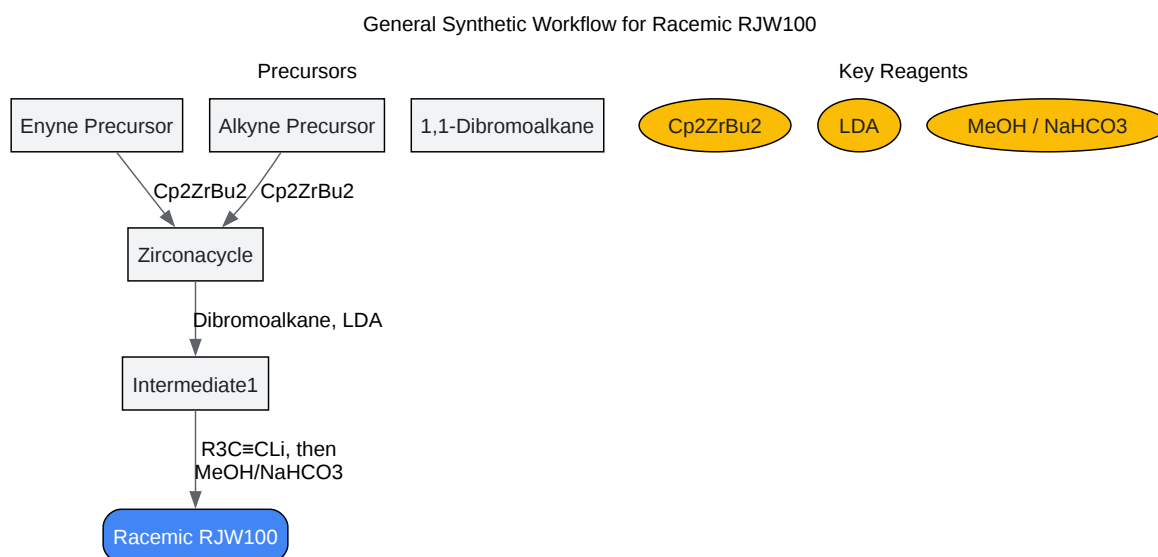 General Synthetic Workflow for Racemic RJW100
Precursors
Key Reagents
Enyne Precursor
Alkyne Precursor
1,1-Dibromoalkane
Cp2ZrBu2
LDA
MeOH / NaHCO3
Cp2ZrBu2
Cp2ZrBu2
Zirconacycle
Dibromoalkane, LDA
Intermediate1
R3C≡CLi, then
MeOH/NaHCO3
Racemic RJW100